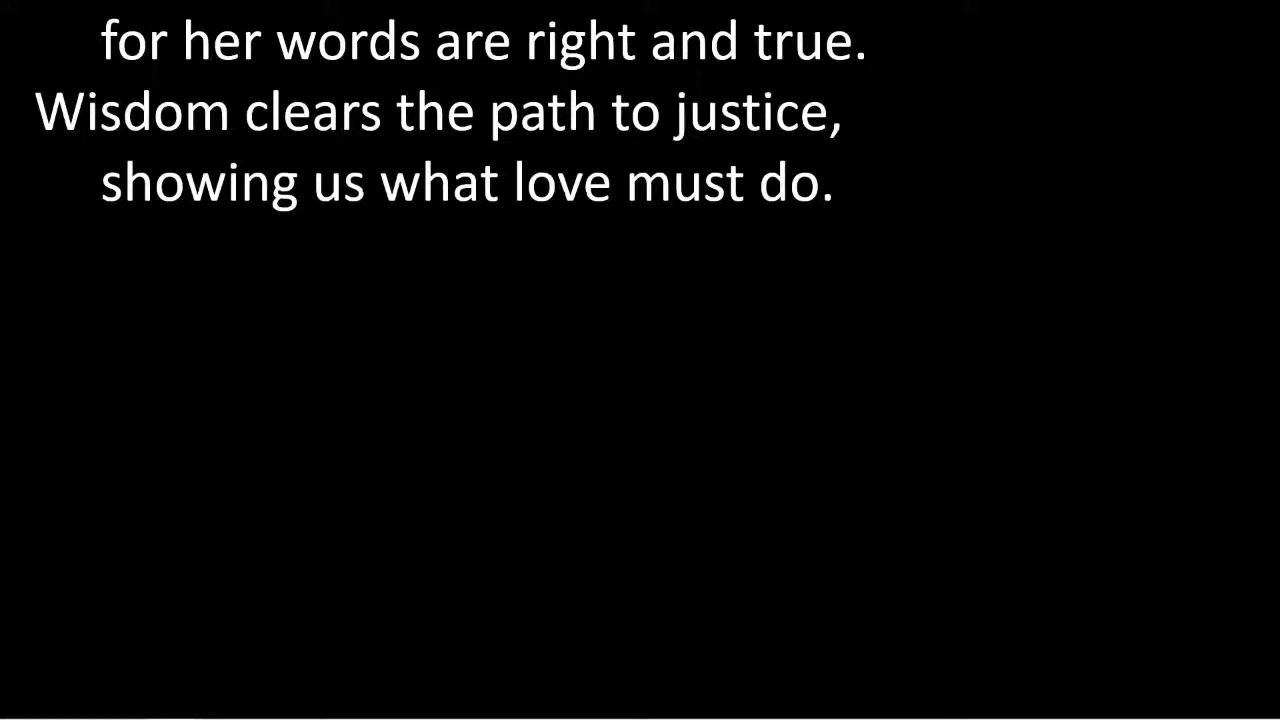 for her words are right and true.
Wisdom clears the path to justice,
showing us what love must do.